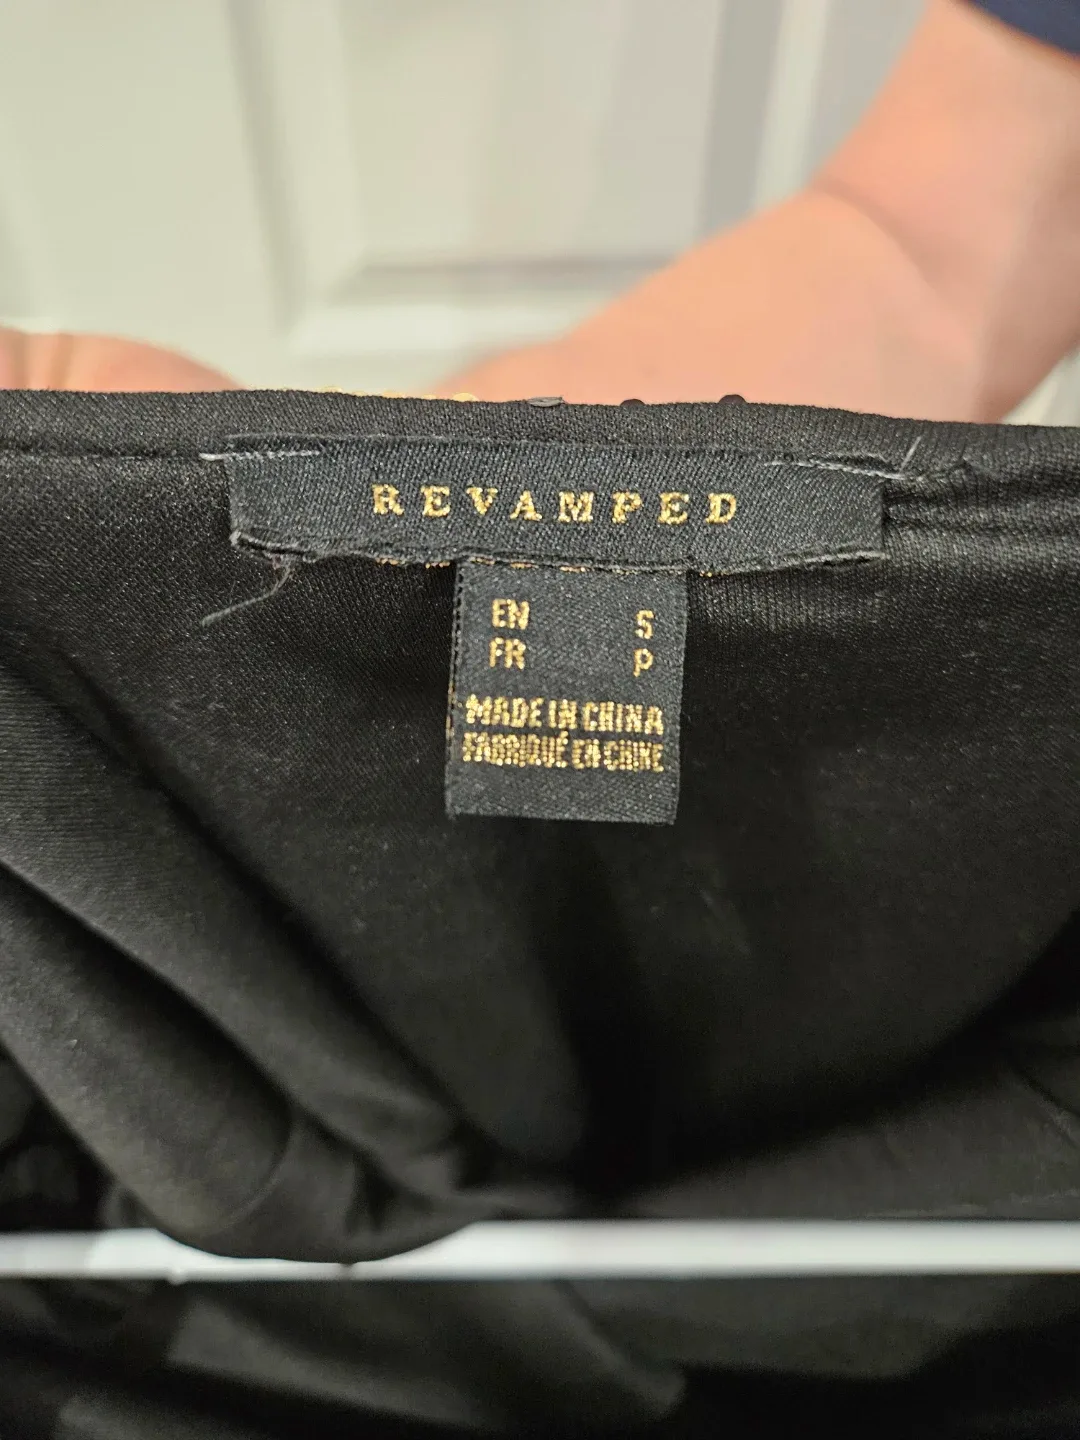 REVAMPED
EN S
FR P
MADE IN CHINA
FABRIQUÉ EN CHINE